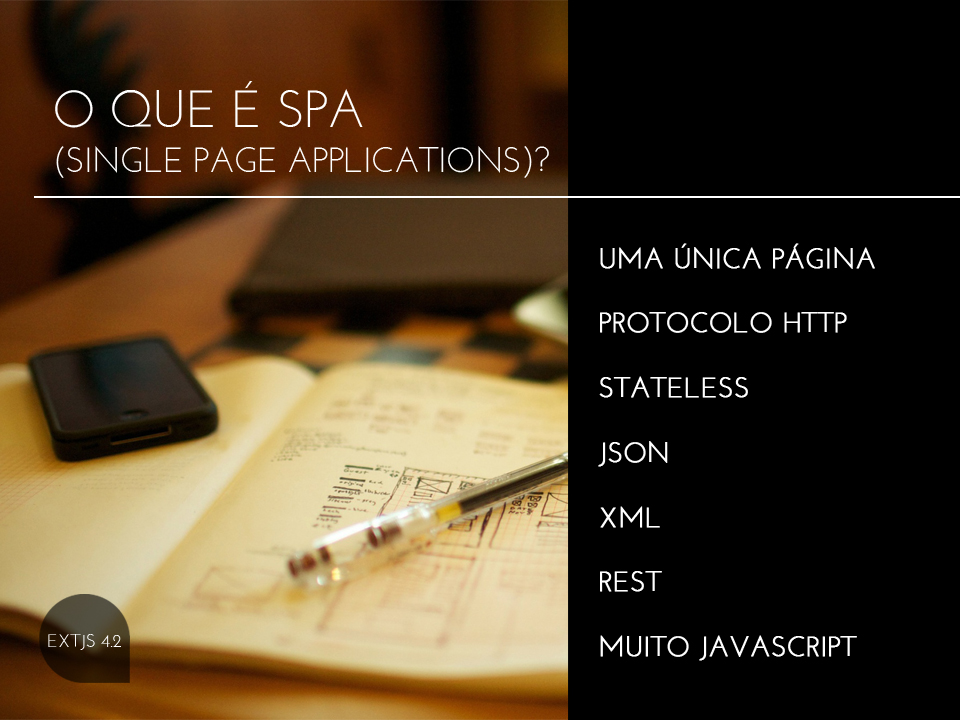 O QUE É SPA
(SINGLE PAGE APPLICATIONS)?
UMA ÚNICA PÁGINA
PROTOCOLO HTTP
STATELESS
JSON
XML
REST
MUITO JAVASCRIPT
EXTJS 4.2